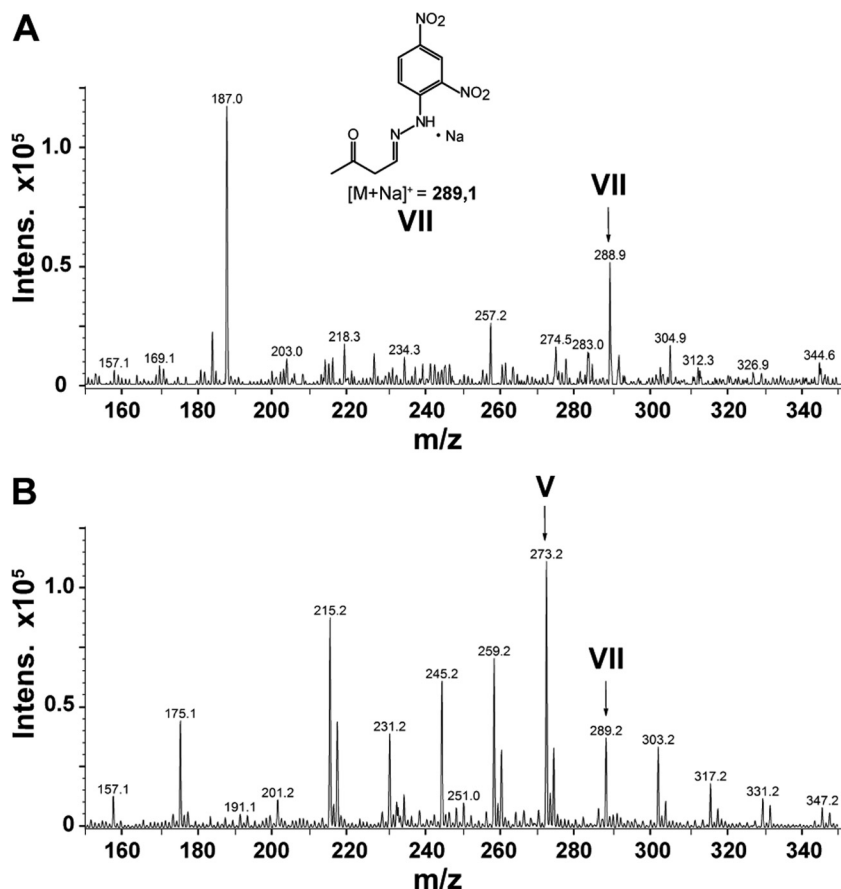 A
NO2
NO2
NH
N
• Na
O
[M+Na]+ = 289,1
VII
VII
187.0
288.9
257.2
157.1
169.1
203.0
218.3
234.3
274.5
283.0
304.9
312.3
326.9
344.6
Intens. x10⁵
1.0
0.5
0
160 180 200 220 240 260 280 300 320 340
m/z
B
V
273.2
VII
215.2
259.2
245.2
175.1
231.2
289.2
303.2
157.1
191.1
201.2
251.0
317.2
331.2
347.2
Intens. x10⁵
1.0
0.5
0
160 180 200 220 240 260 280 300 320 340
m/z